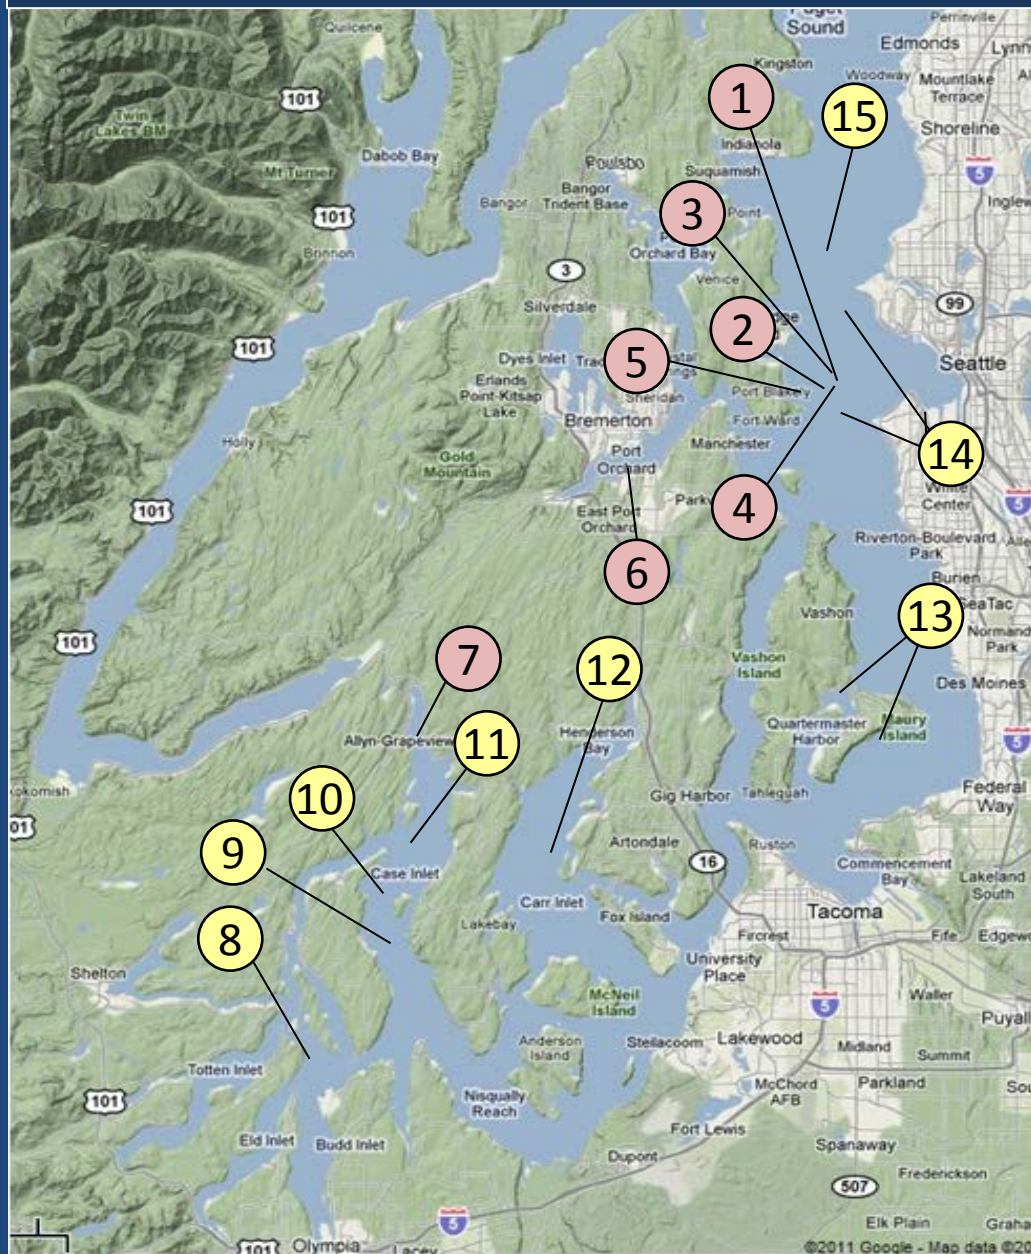 Puget
Sound
Quilcene
Perrinville
Edmonds
Kingston
Woodway
Mountlake
Terrace
101
1
15
Twin
Lakes BM
Shoreline
Indianola
Dabob Bay
Poulsbo
Suquamish
5
Mt Turner
Bangor
Trident Base
Bangor
101
3
Point
Brinnon
Orchard Bay
3
Venice
Silverdale
99
2
101
Dyes Inlet
5
Seattle
Erlands
Point-Kitsap
Lake
Sheridan
Port Blakely
Bremerton
Fort Ward
Holly
Manchester
Gold
Mountain
Port
Orchard
14
White
Center
5
101
East Port
Orchard
4
Riverton-Boulevard
Park
6
Burien
SeaTac
Vashon
13
101
7
12
Vashon
Island
Des Moines
Allyn-Grapeview
11
Henderson
Bay
Quartermaster
Harbor
Maury
Island
5
10
Gig Harbor
Tahlequah
Federal
Way
9
Artondale
Ruston
16
Case Inlet
Commencement
Bay
Lakeland
South
Carr Inlet
Fox Island
Tacoma
8
Lakebay
Fircrest
Fife
University
Place
Shelton
McNeil
Island
5
Waller
Anderson
Island
Steilacoom
Lakewood
Midland
Summit
Totten Inlet
101
Nisqually
Reach
McChord
AFB
Parkland
Eld Inlet
Budd Inlet
Fort Lewis
Spanaway
Dupont
507
Frederickson
5
Elk Plain
101
Olympia
Lacey
©2011 Google - Map data ©20